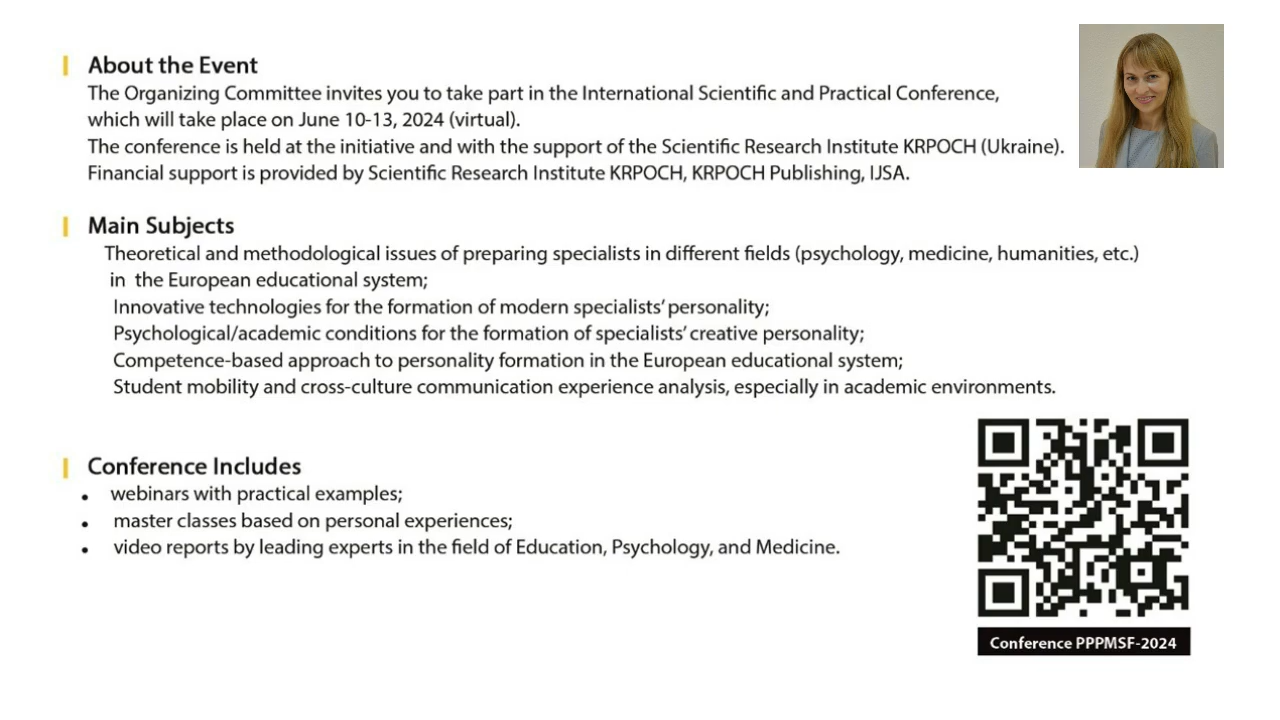 About the Event
The Organizing Committee invites you to take part in the International Scientific and Practical Conference,
which will take place on June 10-13, 2024 (virtual).
The conference is held at the initiative and with the support of the Scientific Research Institute KRPOCH (Ukraine).
Financial support is provided by Scientific Research Institute KRPOCH, KRPOCH Publishing, IJSA.
Main Subjects
Theoretical and methodological issues of preparing specialists in different fields (psychology, medicine, humanities, etc.)
in the European educational system;
Innovative technologies for the formation of modern specialists’ personality;
Psychological/academic conditions for the formation of specialists’ creative personality;
Competence-based approach to personality formation in the European educational system;
Student mobility and cross-culture communication experience analysis, especially in academic environments.
Conference Includes
• webinars with practical examples;
• master classes based on personal experiences;
• video reports by leading experts in the field of Education, Psychology, and Medicine.
Conference PPPMSF-2024